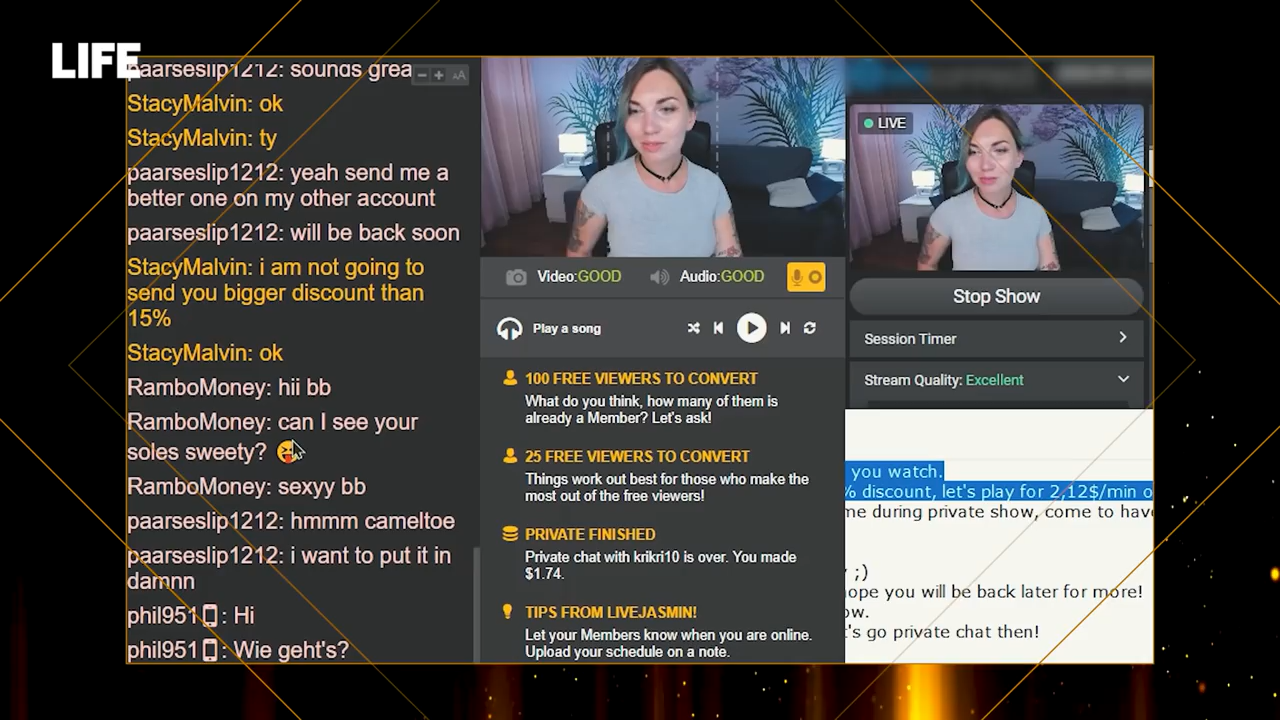 LIFE
paarseslip1212: sounds grea
StacyMalvin: ok
StacyMalvin: ty
paarseslip1212: yeah send me a
better one on my other account
paarseslip1212: will be back soon
StacyMalvin: i am not going to
send you bigger discount than
15%
StacyMalvin: ok
RamboMoney: hii bb
RamboMoney: can I see your
soles sweety? 😝
RamboMoney: sexyy bb
paarseslip1212: hmmm cameltoe
paarseslip1212: i want to put it in
damnn
phil951: Hi
phil951: Wie geht's?
− + AA
Video:GOOD
Audio:GOOD
Play a song
100 FREE VIEWERS TO CONVERT
What do you think, how many of them is
already a Member? Let's ask!
25 FREE VIEWERS TO CONVERT
Things work out best for those who make the
most out of the free viewers!
PRIVATE FINISHED
Private chat with krikri10 is over. You made
$1.74.
TIPS FROM LIVEJASMIN!
Let your Members know when you are online.
Upload your schedule on a note.
LIVE
Stop Show
Session Timer
Stream Quality: Excellent
you watch.
% discount, let's play for 2,12$/min o
me during private show, come to have
;)
hope you will be back later for more!
ow.
t's go private chat then!